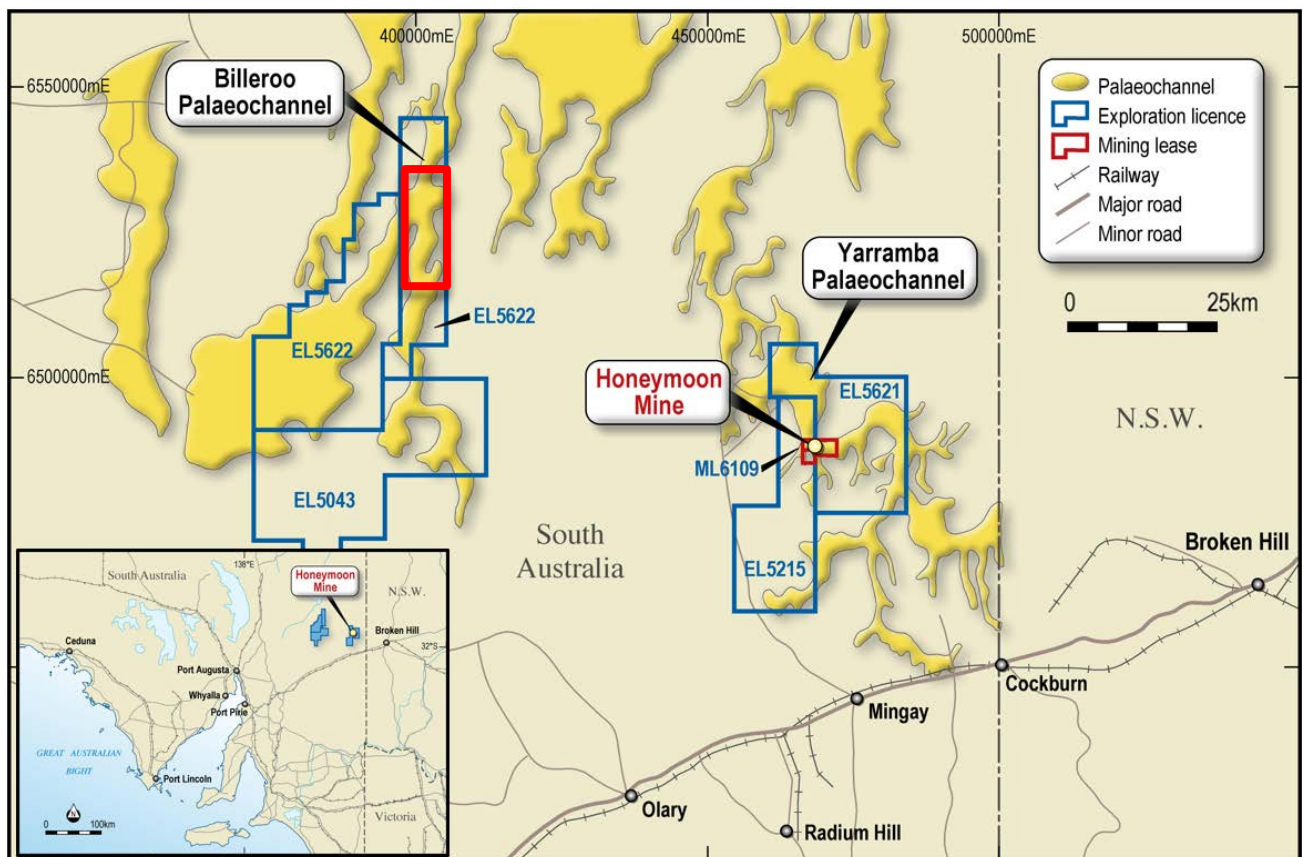 400000mE
450000mE
500000mE
6550000mE
6500000mE
Billeroo
Palaeochannel
Palaeochannel
Exploration licence
Mining lease
Railway
Major road
Minor road
0 25km
Yarramba
Palaeochannel
EL5622
EL5622
Honeymoon
Mine
EL5621
N.S.W.
ML6109
EL5043
South
Australia
EL5215
Broken Hill
Cockburn
Mingay
Olary
Radium Hill
138°E
South Australia
Honeymoon
Mine
N.S.W.
Broken Hill
32°S
Ceduna
Port Augusta
Whyalla
Port Pirie
GREAT AUSTRALIAN
BIGHT
Port Lincoln
N
0 100km
Victoria